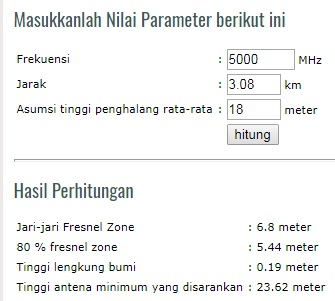 Masukkanlah Nilai Parameter berikut ini
Frekuensi : 5000 MHz
Jarak : 3.08 km
Asumsi tinggi penghalang rata-rata : 18 meter
hitung
Hasil Perhitungan
Jari-jari Fresnel Zone : 6.8 meter
80 % fresnel zone : 5.44 meter
Tinggi lengkung bumi : 0.19 meter
Tinggi antena minimum yang disarankan : 23.62 meter